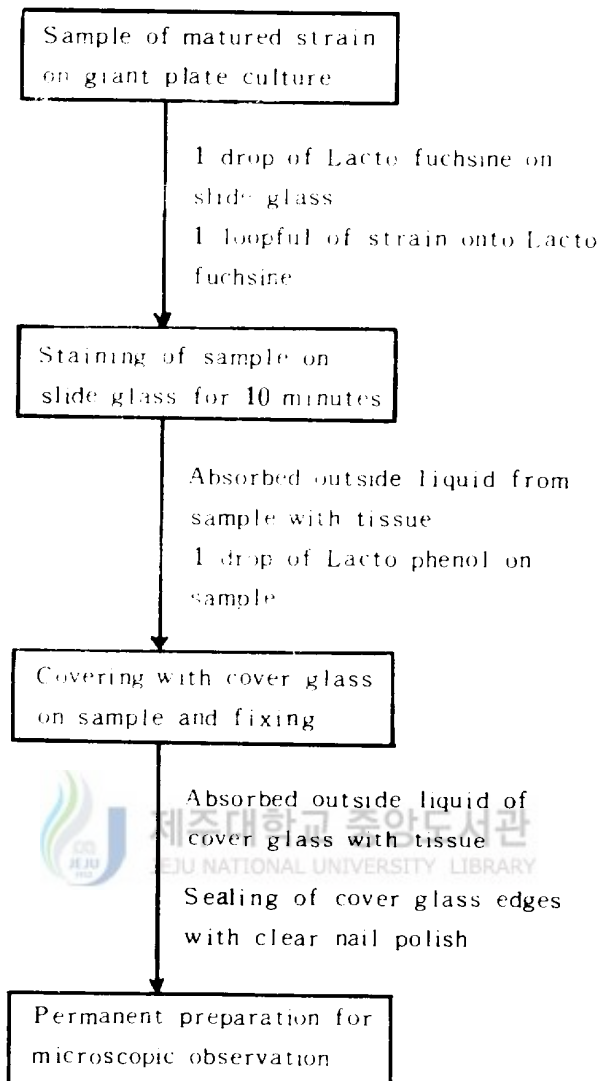 Sample of matured strain
on giant plate culture
1 drop of Lacto fuchsine on
slide glass
1 loopful of strain onto Lacto
fuchsine
Staining of sample on
slide glass for 10 minutes
Absorbed outside liquid from
sample with tissue
1 drop of Lacto phenol on
sample
Covering with cover glass
on sample and fixing
Absorbed outside liquid of
cover glass with tissue
제주대학교 중앙도서관
JEJU NATIONAL UNIVERSITY LIBRARY
JEJU
1952
Sealing of cover glass edges
with clear nail polish
Permanent preparation for
microscopic observation